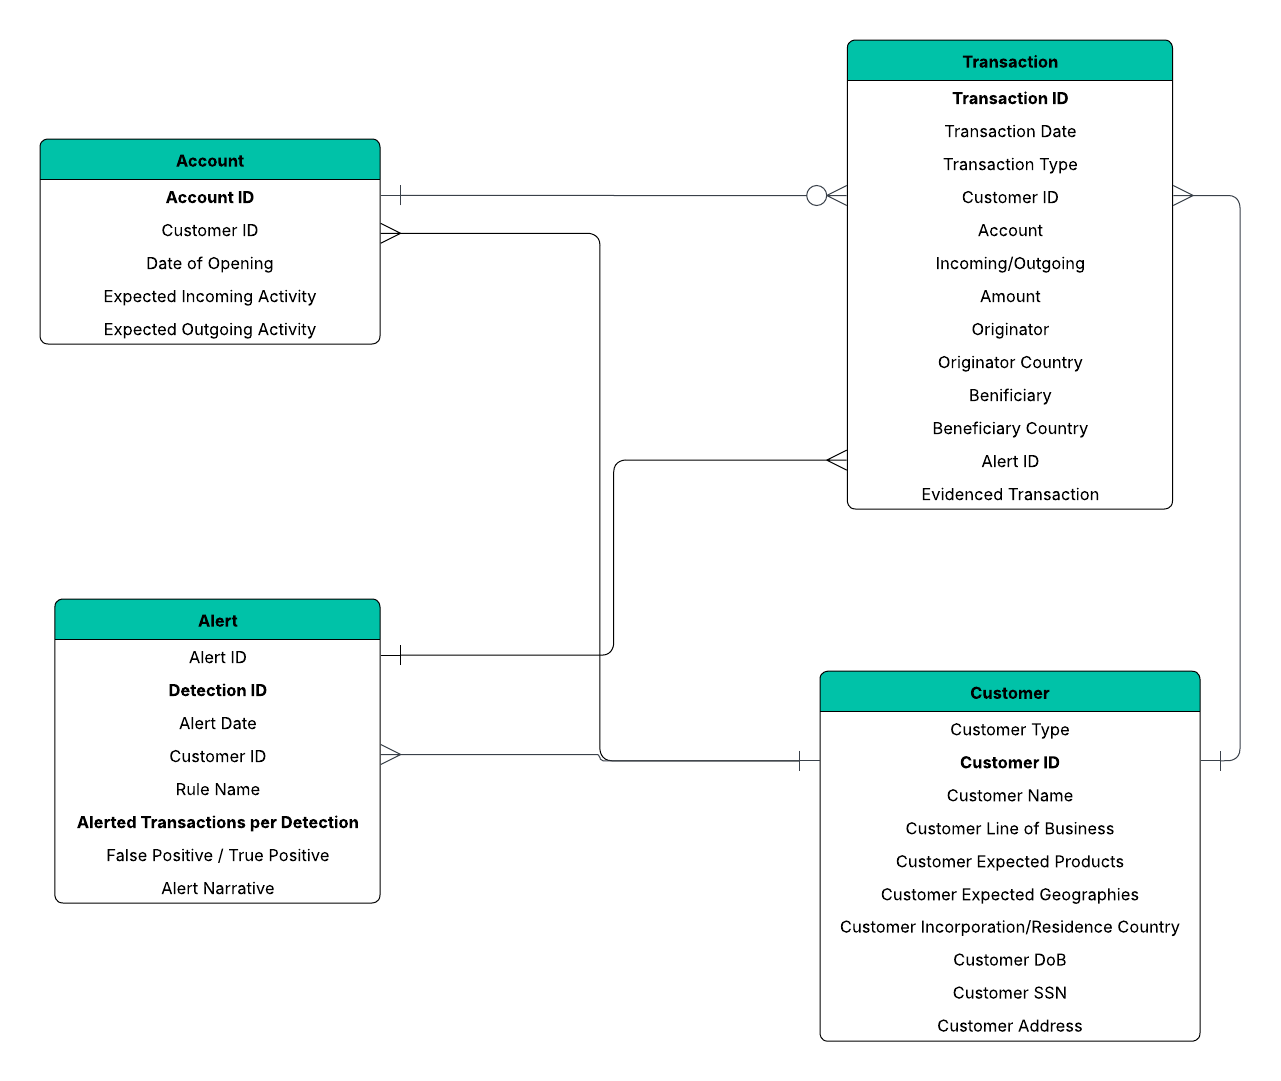 Transaction
Transaction ID
Transaction Date
Transaction Type
Customer ID
Account
Incoming/Outgoing
Amount
Originator
Originator Country
Benificiary
Beneficiary Country
Alert ID
Evidenced Transaction
Account
Account ID
Customer ID
Date of Opening
Expected Incoming Activity
Expected Outgoing Activity
Alert
Alert ID
Detection ID
Alert Date
Customer ID
Rule Name
Alerted Transactions per Detection
False Positive / True Positive
Alert Narrative
Customer
Customer Type
Customer ID
Customer Name
Customer Line of Business
Customer Expected Products
Customer Expected Geographies
Customer Incorporation/Residence Country
Customer DoB
Customer SSN
Customer Address